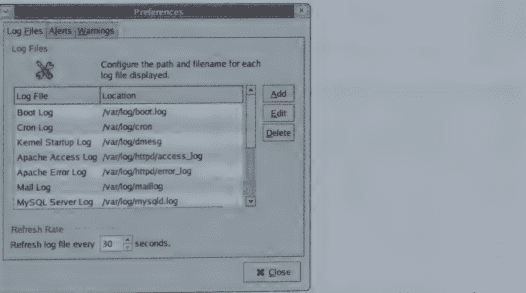 Preferences
Log Files Alerts Warnings
Log Files
Configure the path and filename for each
log file displayed.
Log File Location
Boot Log /var/log/boot.log
Cron Log /var/log/cron
Kernel Startup Log /var/log/dmesg
Apache Access Log /var/log/httpd/access_log
Apache Error Log /var/log/httpd/error_log
Mail Log /var/log/maillog
MySQL Server Log /var/log/mysqld.log
Add
Edit
Delete
Refresh Rate
Refresh log file every 30 seconds.
Close